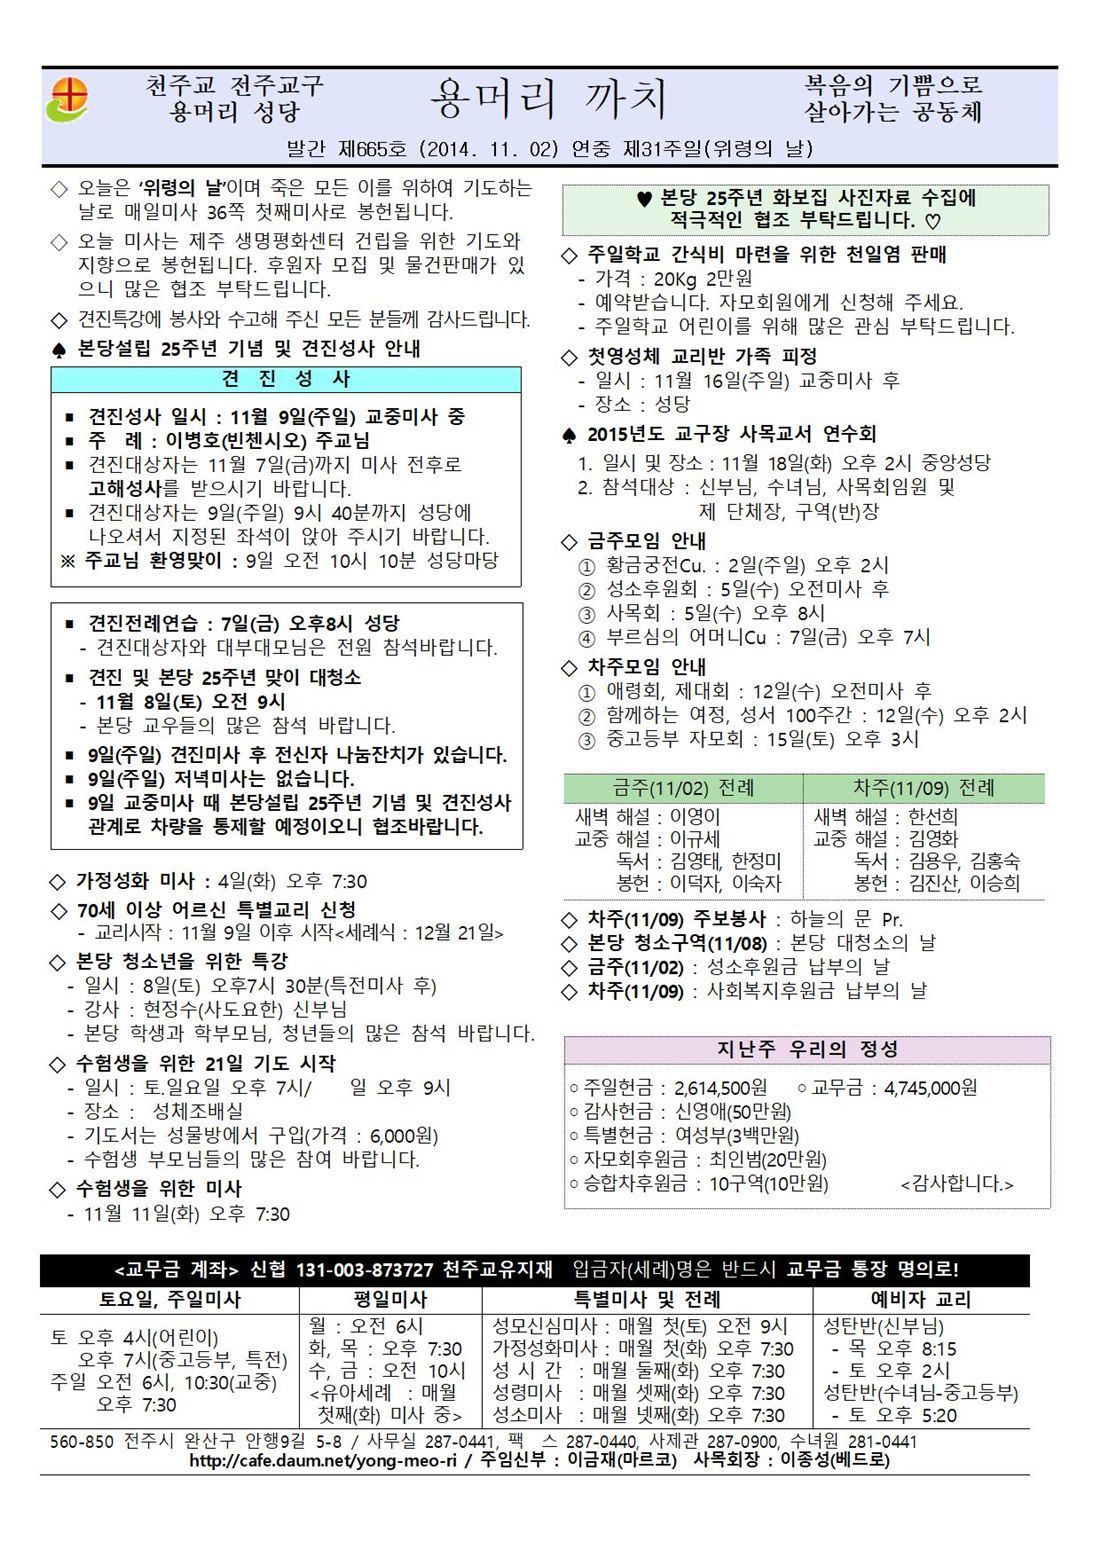 천주교 전주교구
용머리 성당
용머리 까치
복음의 기쁨으로
살아가는 공동체
발간 제665호 (2014. 11. 02) 연중 제31주일(위령의 날)
◇ 오늘은 '위령의 날'이며 죽은 모든 이를 위하여 기도하는
날로 매일미사 36쪽 첫째미사로 봉헌됩니다.
◇ 오늘 미사는 제주 생명평화센터 건립을 위한 기도와
지향으로 봉헌됩니다. 후원자 모집 및 물건판매가 있
으니 많은 협조 부탁드립니다.
◇ 견진특강에 봉사와 수고해 주신 모든 분들께 감사드립니다.
♠ 본당설립 25주년 기념 및 견진성사 안내
견 진 성 사
▪ 견진성사 일시 : 11월 9일(주일) 교중미사 중
▪ 주 례 : 이병호(빈첸시오) 주교님
▪ 견진대상자는 11월 7일(금)까지 미사 전후로
고해성사를 받으시기 바랍니다.
▪ 견진대상자는 9일(주일) 9시 40분까지 성당에
나오셔서 지정된 좌석이 앉아 주시기 바랍니다.
※ 주교님 환영맞이 : 9일 오전 10시 10분 성당마당
▪ 견진전례연습 : 7일(금) 오후8시 성당
- 견진대상자와 대부대모님은 전원 참석바랍니다.
▪ 견진 및 본당 25주년 맞이 대청소
- 11월 8일(토) 오전 9시
- 본당 교우들의 많은 참석 바랍니다.
▪ 9일(주일) 견진미사 후 전신자 나눔잔치가 있습니다.
▪ 9일(주일) 저녁미사는 없습니다.
▪ 9일 교중미사 때 본당설립 25주년 기념 및 견진성사
관계로 차량을 통제할 예정이오니 협조바랍니다.
◇ 가정성화 미사 : 4일(화) 오후 7:30
◇ 70세 이상 어르신 특별교리 신청
- 교리시작 : 11월 9일 이후 시작<세례식 : 12월 21일>
◇ 본당 청소년을 위한 특강
- 일시 : 8일(토) 오후7시 30분(특전미사 후)
- 강사 : 현정수(사도요한) 신부님
- 본당 학생과 학부모님, 청년들의 많은 참석 바랍니다.
◇ 수험생을 위한 21일 기도 시작
- 일시 : 토.일요일 오후 7시/ 일 오후 9시
- 장소 : 성체조배실
- 기도서는 성물방에서 구입(가격 : 6,000원)
- 수험생 부모님들의 많은 참여 바랍니다.
◇ 수험생을 위한 미사
- 11월 11일(화) 오후 7:30
♥ 본당 25주년 화보집 사진자료 수집에
적극적인 협조 부탁드립니다. ♡
◇ 주일학교 간식비 마련을 위한 천일염 판매
- 가격 : 20Kg 2만원
- 예약받습니다. 자모회원에게 신청해 주세요.
- 주일학교 어린이를 위해 많은 관심 부탁드립니다.
◇ 첫영성체 교리반 가족 피정
- 일시 : 11월 16일(주일) 교중미사 후
- 장소 : 성당
♠ 2015년도 교구장 사목교서 연수회
1. 일시 및 장소 : 11월 18일(화) 오후 2시 중앙성당
2. 참석대상 : 신부님, 수녀님, 사목회임원 및
제 단체장, 구역(반)장
◇ 금주모임 안내
① 황금궁전Cu. : 2일(주일) 오후 2시
② 성소후원회 : 5일(수) 오전미사 후
③ 사목회 : 5일(수) 오후 8시
④ 부르심의 어머니Cu : 7일(금) 오후 7시
◇ 차주모임 안내
① 애령회, 제대회 : 12일(수) 오전미사 후
② 함께하는 여정, 성서 100주간 : 12일(수) 오후 2시
③ 중고등부 자모회 : 15일(토) 오후 3시
금주(11/02) 전례 차주(11/09) 전례
새벽 해설 : 이영이 새벽 해설 : 한선희
교중 해설 : 이규세 교중 해설 : 김영화
독서 : 김영태, 한정미 독서 : 김용우, 김홍숙
봉헌 : 이덕자, 이숙자 봉헌 : 김진산, 이승희
◇ 차주(11/09) 주보봉사 : 하늘의 문 Pr.
◇ 본당 청소구역(11/08) : 본당 대청소의 날
◇ 금주(11/02) : 성소후원금 납부의 날
◇ 차주(11/09) : 사회복지후원금 납부의 날
지난주 우리의 정성
○ 주일헌금 : 2,614,500원 ○ 교무금 : 4,745,000원
○ 감사헌금 : 신영애(50만원)
○ 특별헌금 : 여성부(3백만원)
○ 자모회후원금 : 최인범(20만원)
○ 승합차후원금 : 10구역(10만원) <감사합니다.>
<교무금 계좌> 신협 131-003-873727 천주교유지재 입금자(세례)명은 반드시 교무금 통장 명의로!
토요일, 주일미사 평일미사 특별미사 및 전례 예비자 교리
토 오후 4시(어린이)
오후 7시(중고등부, 특전)
주일 오전 6시, 10:30(교중)
오후 7:30
월 : 오전 6시
화, 목 : 오후 7:30
수, 금 : 오전 10시
<유아세례 : 매월
첫째(화) 미사 중>
성모신심미사 : 매월 첫(토) 오전 9시
가정성화미사 : 매월 첫(화) 오후 7:30
성 시 간 : 매월 둘째(화) 오후 7:30
성령미사 : 매월 셋째(화) 오후 7:30
성소미사 : 매월 넷째(화) 오후 7:30
성탄반(신부님)
- 목 오후 8:15
- 토 오후 2시
성탄반(수녀님-중고등부)
- 토 오후 5:20
560-850 전주시 완산구 안행9길 5-8 / 사무실 287-0441, 팩 스 287-0440, 사제관 287-0900, 수녀원 281-0441
http://cafe.daum.net/yong-meo-ri / 주임신부 : 이금재(마르코) 사목회장 : 이종성(베드로)